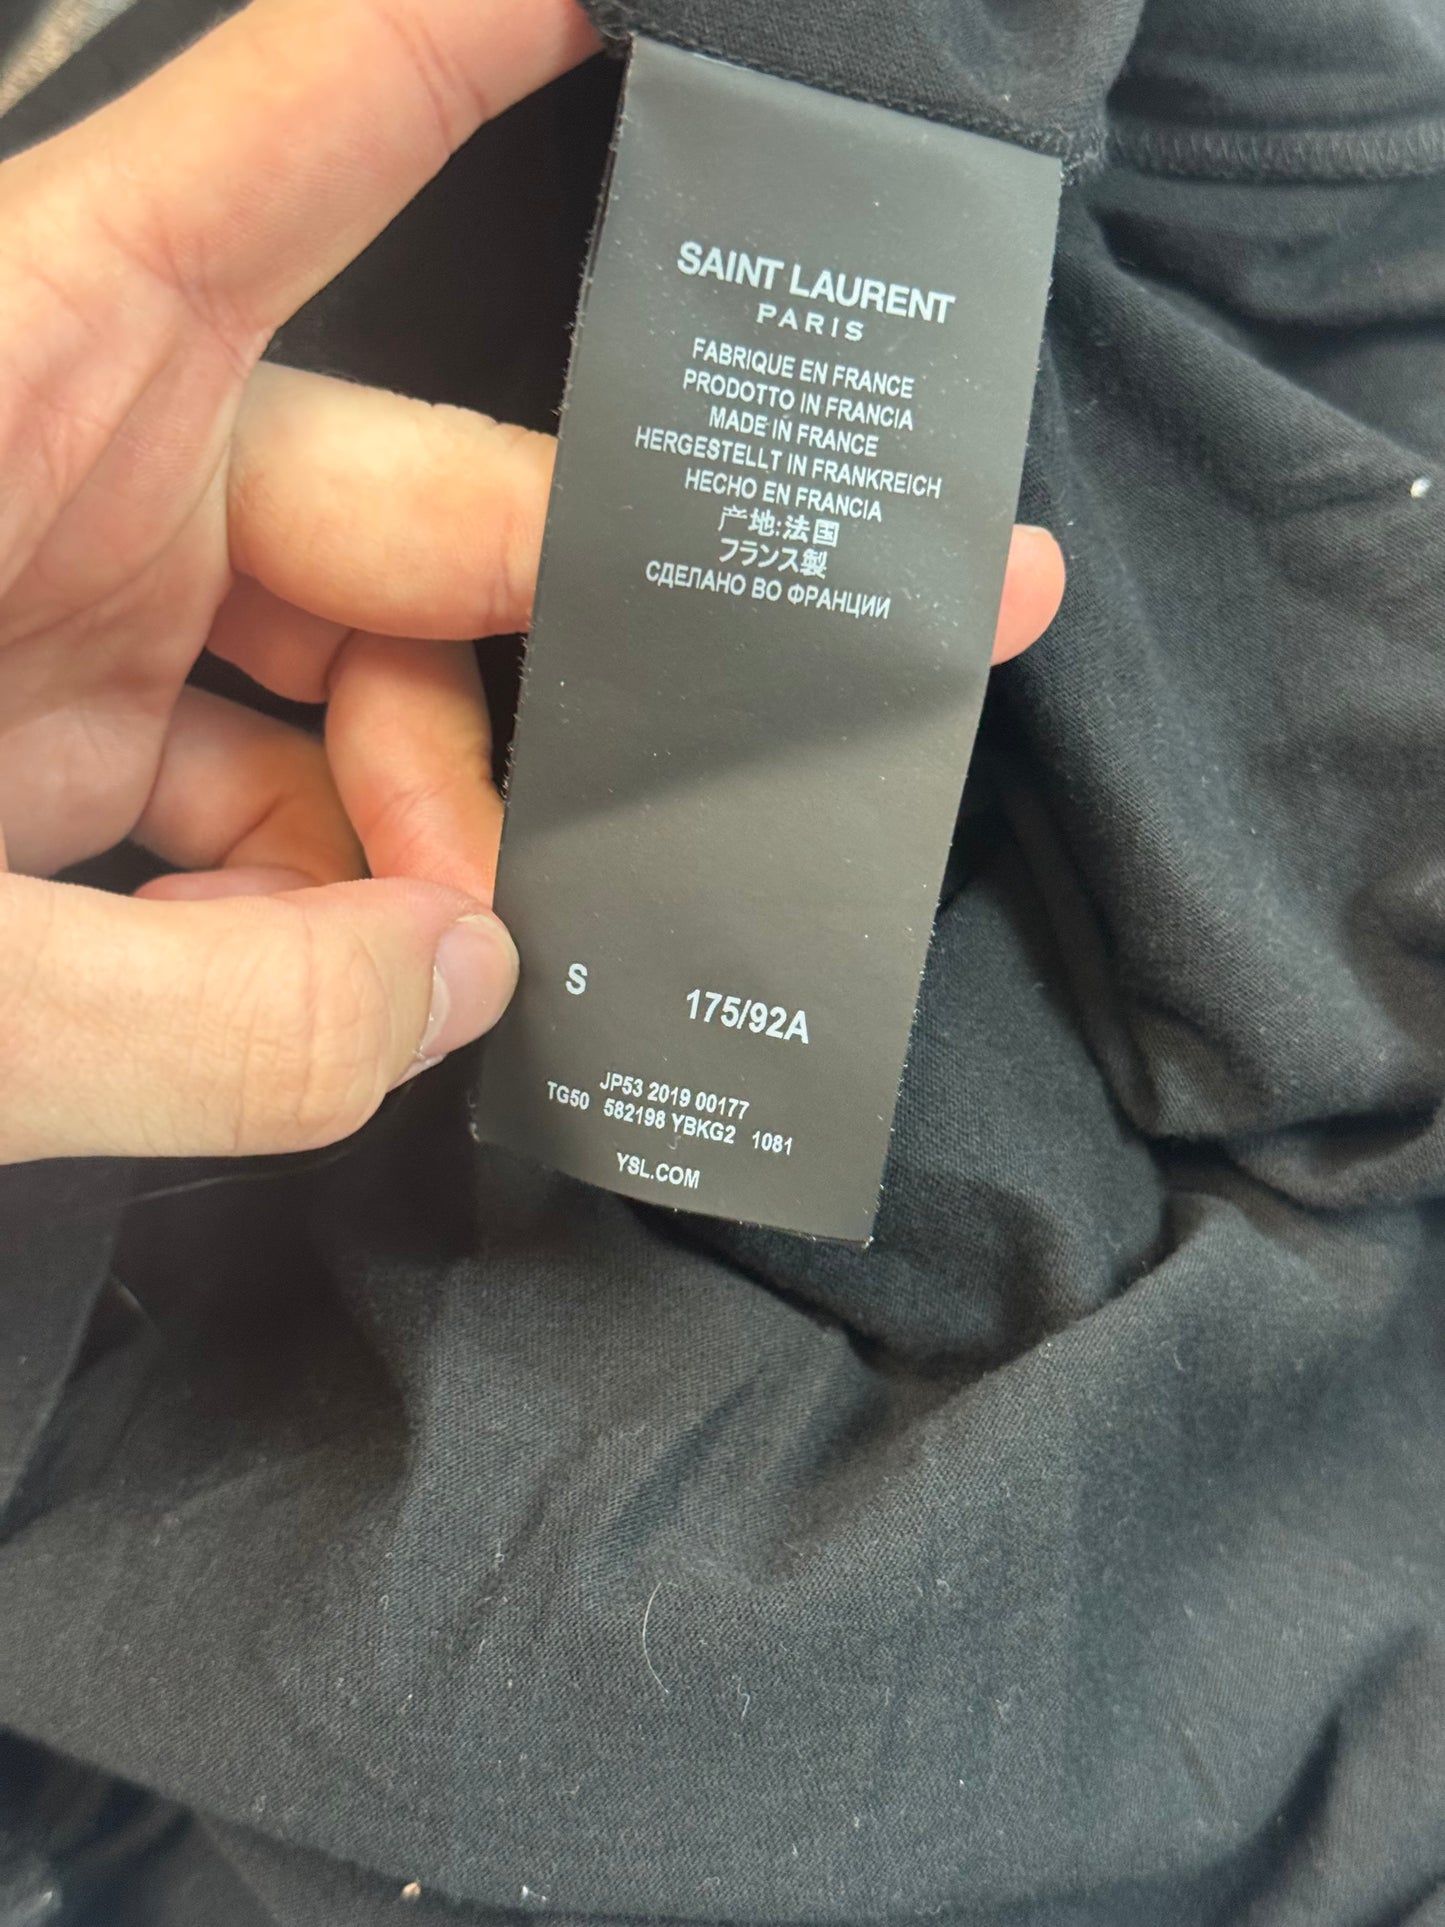 SAINT LAURENT
PARIS
FABRIQUE EN FRANCE
PRODOTTO IN FRANCIA
MADE IN FRANCE
HERGESTELLT IN FRANKREICH
HECHO EN FRANCIA
产地:法国
フランス製
СДЕЛАНО ВО ФРАНЦИИ
S 175/92A
JP53 2019 00177
TG50 582198 YBKG2 1081
YSL.COM